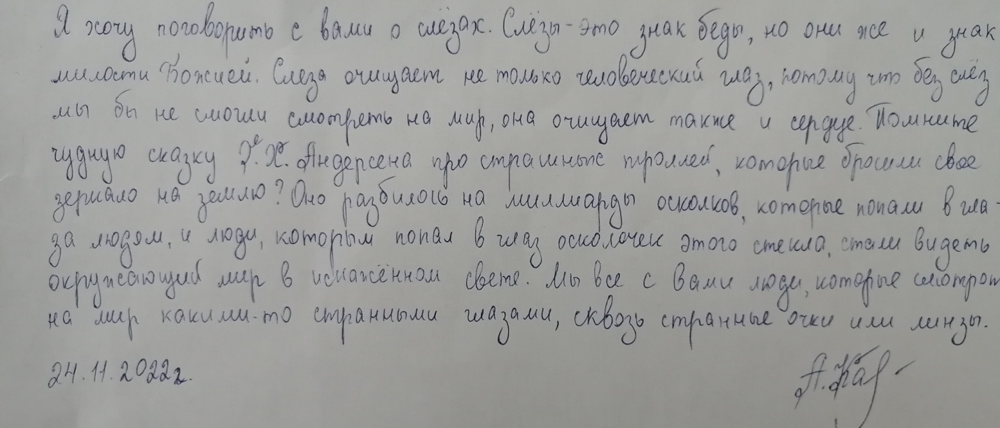 Я хочу поговорить с вами о слёзах. Слёзы - это знак беды, но они же и знак
милости Божией. Слеза очищает не только человеческий глаз, потому что без слёз
мы бы не смогли смотреть на мир, она очищает также и сердце. Помните
чудную сказку Г. Х. Андерсена про страшных троллей, которые бросили свое
зеркало на землю? Оно разбилось на миллиарды осколков, которые попали в гла-
за людям, и люди, которым попал в глаз осколочек этого стекла, стали видеть
окружающий мир в искажённом свете. Мы все с Вами люди, которые смотрят
на мир какими-то странными глазами, сквозь странные очки или линзы.
24.11.2022г.